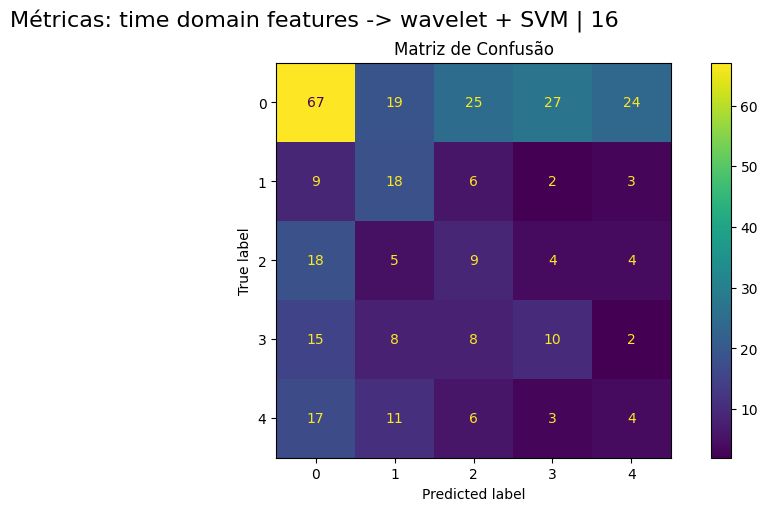 Métricas: time domain features -> wavelet + SVM | 16
Matriz de Confusão
True label
0 67 19 25 27 24
1 9 18 6 2 3
2 18 5 9 4 4
3 15 8 8 10 2
4 17 11 6 3 4
0 1 2 3 4
Predicted label
60
50
40
30
20
10